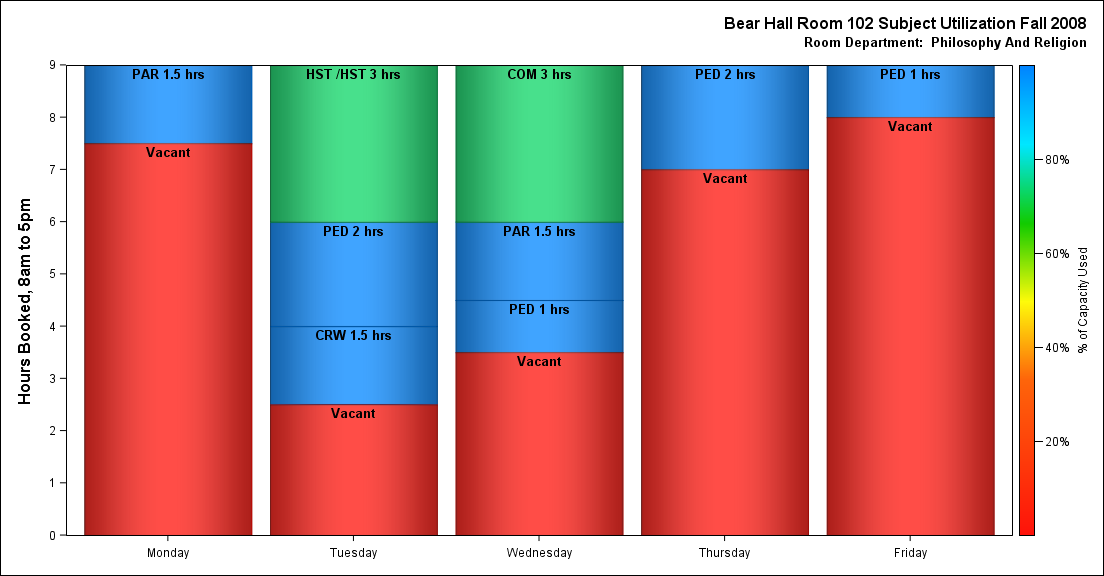 Bear Hall Room 102 Subject Utilization Fall 2008
Room Department:  Philosophy And Religion
Hours Booked, 8am to 5pm
9
8
7
6
5
4
3
2
1
0
PAR 1.5 hrs
Vacant
HST /HST 3 hrs
PED 2 hrs
CRW 1.5 hrs
Vacant
COM 3 hrs
PAR 1.5 hrs
PED 1 hrs
Vacant
PED 2 hrs
Vacant
PED 1 hrs
Vacant
Monday
Tuesday
Wednesday
Thursday
Friday
80%
60%
40%
20%
% of Capacity Used